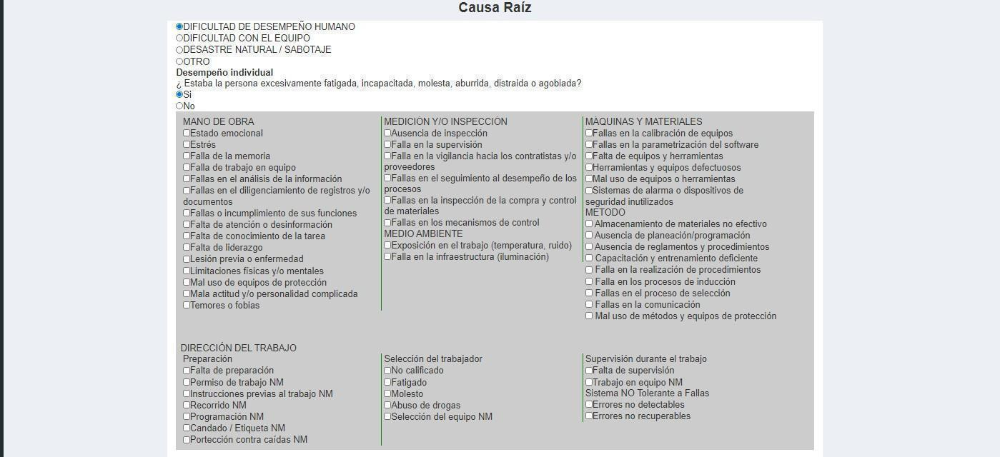 Causa Raíz
DIFICULTAD DE DESEMPEÑO HUMANO
DIFICULTAD CON EL EQUIPO
DESASTRE NATURAL / SABOTAJE
OTRO
Desempeño individual
¿ Estaba la persona excesivamente fatigada, incapacitada, molesta, aburrida, distraida o agobiada?
Si
No
MANO DE OBRA
Estado emocional
Estrés
Falla de la memoria
Falla de trabajo en equipo
Fallas en el análisis de la información
Fallas en el diligenciamiento de registros y/o
documentos
Fallas o incumplimiento de sus funciones
Falta de atención o desinformación
Falta de conocimiento de la tarea
Falta de liderazgo
Lesión previa o enfermedad
Limitaciones físicas y/o mentales
Mal uso de equipos de protección
Mala actitud y/o personalidad complicada
Temores o fobias
MEDICIÓN Y/O INSPECCIÓN
Ausencia de inspección
Falla en la supervisión
Falla en la vigilancia hacia los contratistas y/o
proveedores
Fallas en el seguimiento al desempeño de los
procesos
Fallas en la inspección de la compra y control
de materiales
Fallas en los mecanismos de control
MEDIO AMBIENTE
Exposición en el trabajo (temperatura, ruido)
Falla en la infraestructura (iluminación)
MÁQUINAS Y MATERIALES
Fallas en la calibración de equipos
Fallas en la parametrización del software
Falta de equipos y herramientas
Herramientas y equipos defectuosos
Mal uso de equipos o herramientas
Sistemas de alarma o dispositivos de
seguridad inutilizados
MÉTODO
Almacenamiento de materiales no efectivo
Ausencia de planeación/programación
Ausencia de reglamentos y procedimientos
Capacitación y entrenamiento deficiente
Falla en la realización de procedimientos
Falla en los procesos de inducción
Fallas en el proceso de selección
Fallas en la comunicación
Mal uso de métodos y equipos de protección
DIRECCIÓN DEL TRABAJO
Preparación
Falta de preparación
Permiso de trabajo NM
Instrucciones previas al trabajo NM
Recorrido NM
Programación NM
Candado / Etiqueta NM
Portección contra caídas NM
Selección del trabajador
No calificado
Fatigado
Molesto
Abuso de drogas
Selección del equipo NM
Supervisión durante el trabajo
Falta de supervisión
Trabajo en equipo NM
Sistema NO Tolerante a Fallas
Errores no detectables
Errores no recuperables